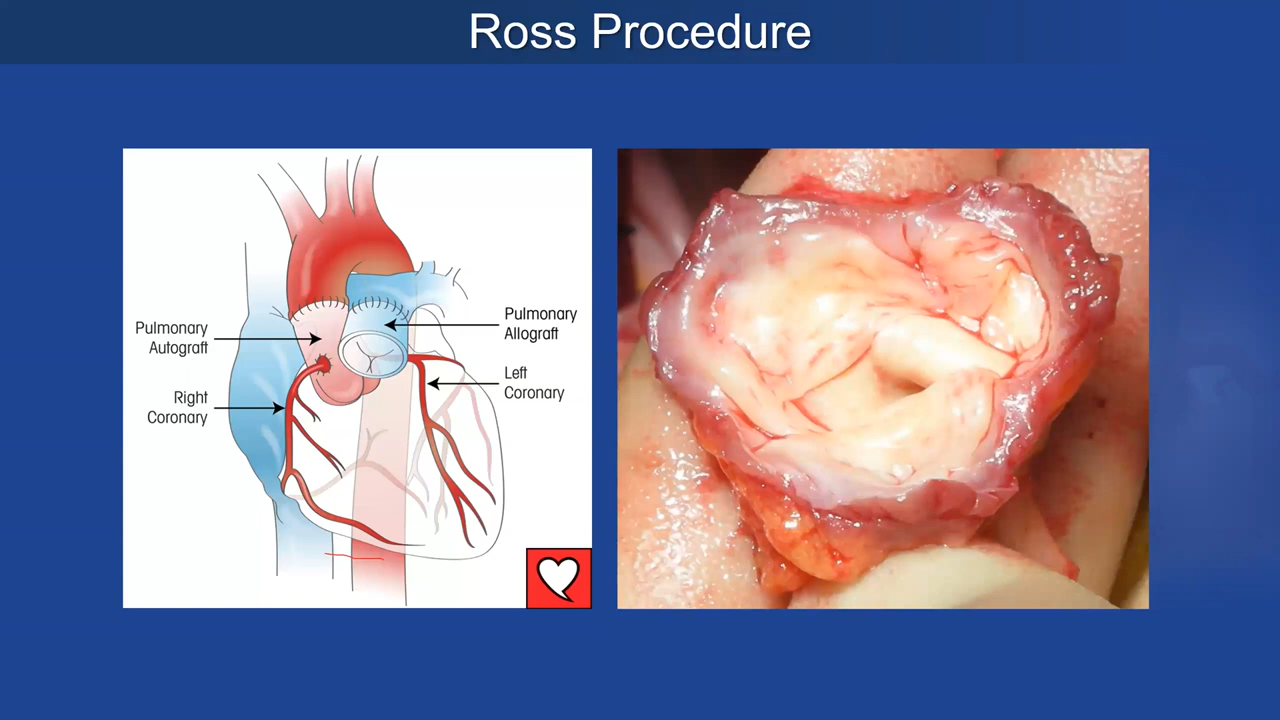 Ross Procedure
Pulmonary
Autograft
Right
Coronary
Pulmonary
Allograft
Left
Coronary